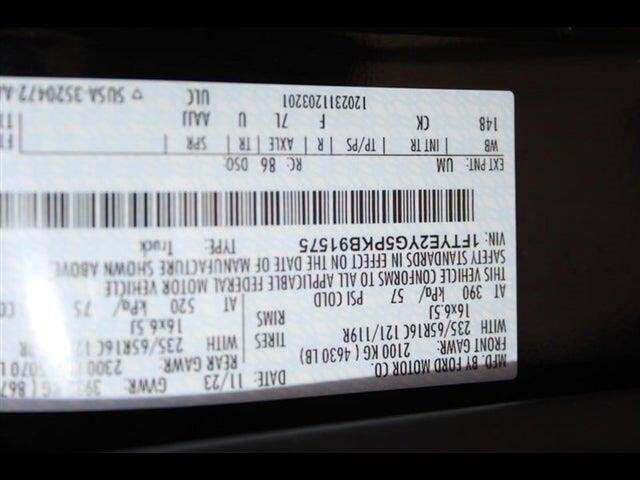 MFD. BY FORD MOTOR CO. DATE: 11/23 GVWR:
FRONT GAWR: REAR GAWR:
2100 KG ( 4630 LB) 2300
WITH 235/65R16C 121/119R TIRES WITH 235/65R16C
16x6.5J RIMS 16x6.5J
AT 390 kPa/ 57 PSI COLD AT 520 kPa/ 75
THIS VEHICLE CONFORMS TO ALL APPLICABLE FEDERAL MOTOR VEHICLE
SAFETY STANDARDS IN EFFECT ON THE DATE OF MANUFACTURE SHOWN ABOVE
VIN: 1FTYE2YG5PKB91575 TYPE: Truck
EXT PNT: UM RC: 86 DSO:
WB | INT TR | TP/PS | R | AXLE | TR | SPR
148 CK F 7L U AAJJ
1202311203201 ULC ▽ SUSA-3520472-A